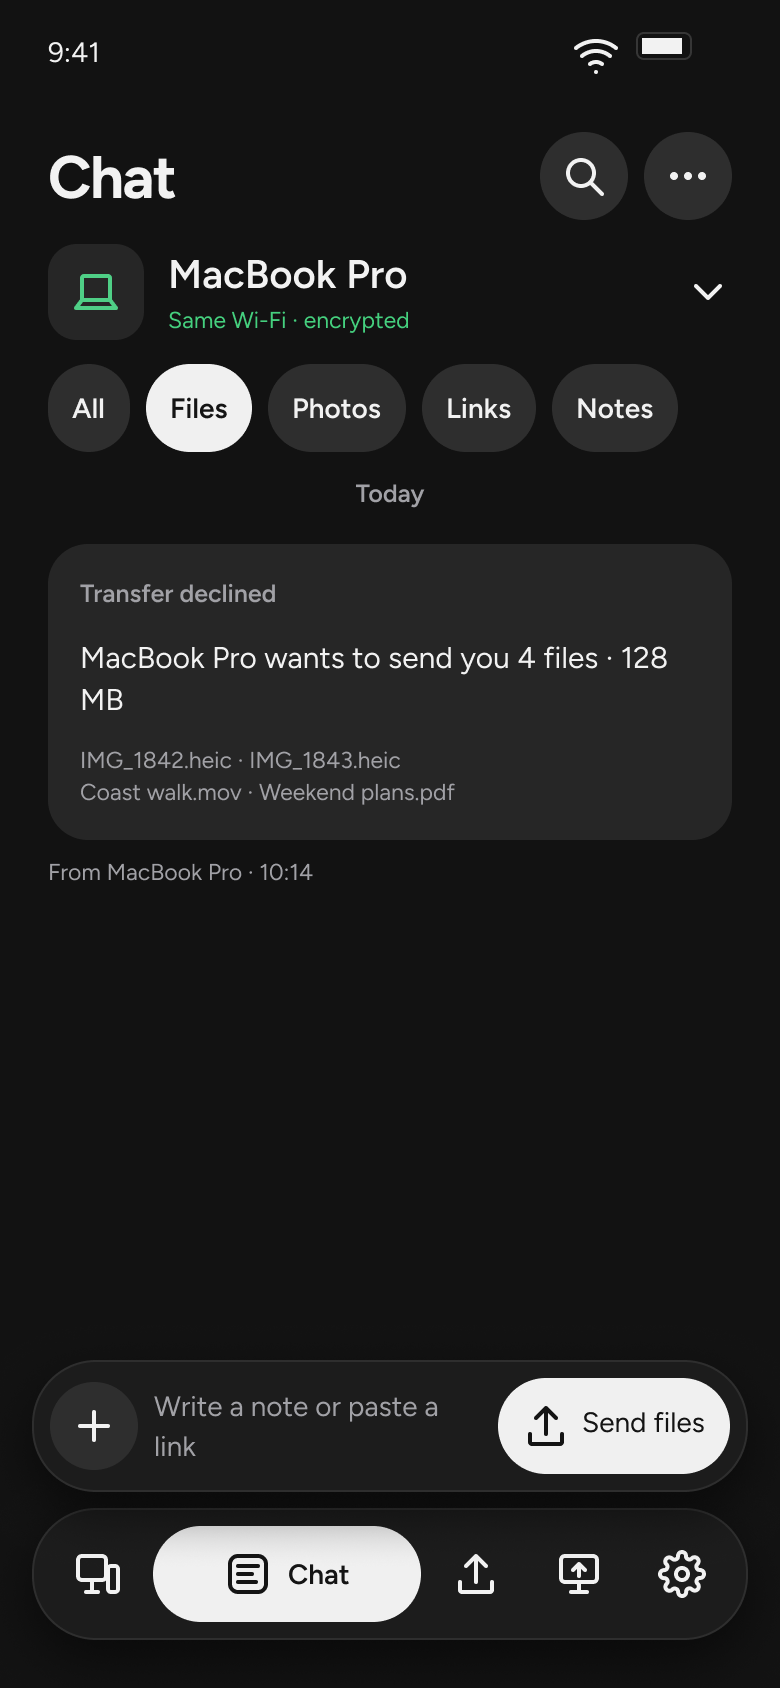 9:41
Chat
MacBook Pro
Same Wi-Fi · encrypted
All
Files
Photos
Links
Notes
Today
Transfer declined
MacBook Pro wants to send you 4 files · 128
MB
IMG_1842.heic · IMG_1843.heic
Coast walk.mov · Weekend plans.pdf
From MacBook Pro · 10:14
Write a note or paste a
link
Send files
Chat